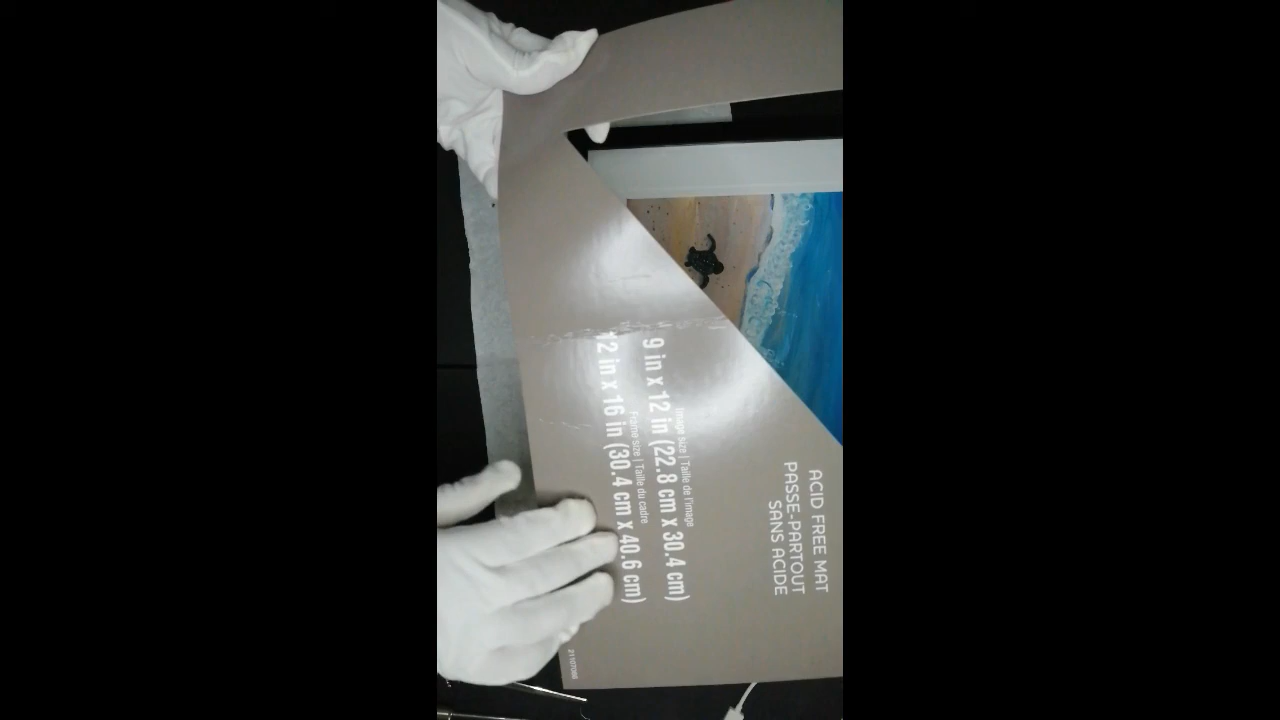 ACID FREE MAT
PASSE-PARTOUT
SANS ACIDE
Image size | Taille de l'image
9 in x 12 in (22.8 cm x 30.4 cm)
Frame size | Taille du cadre
12 in x 16 in (30.4 cm x 40.6 cm)